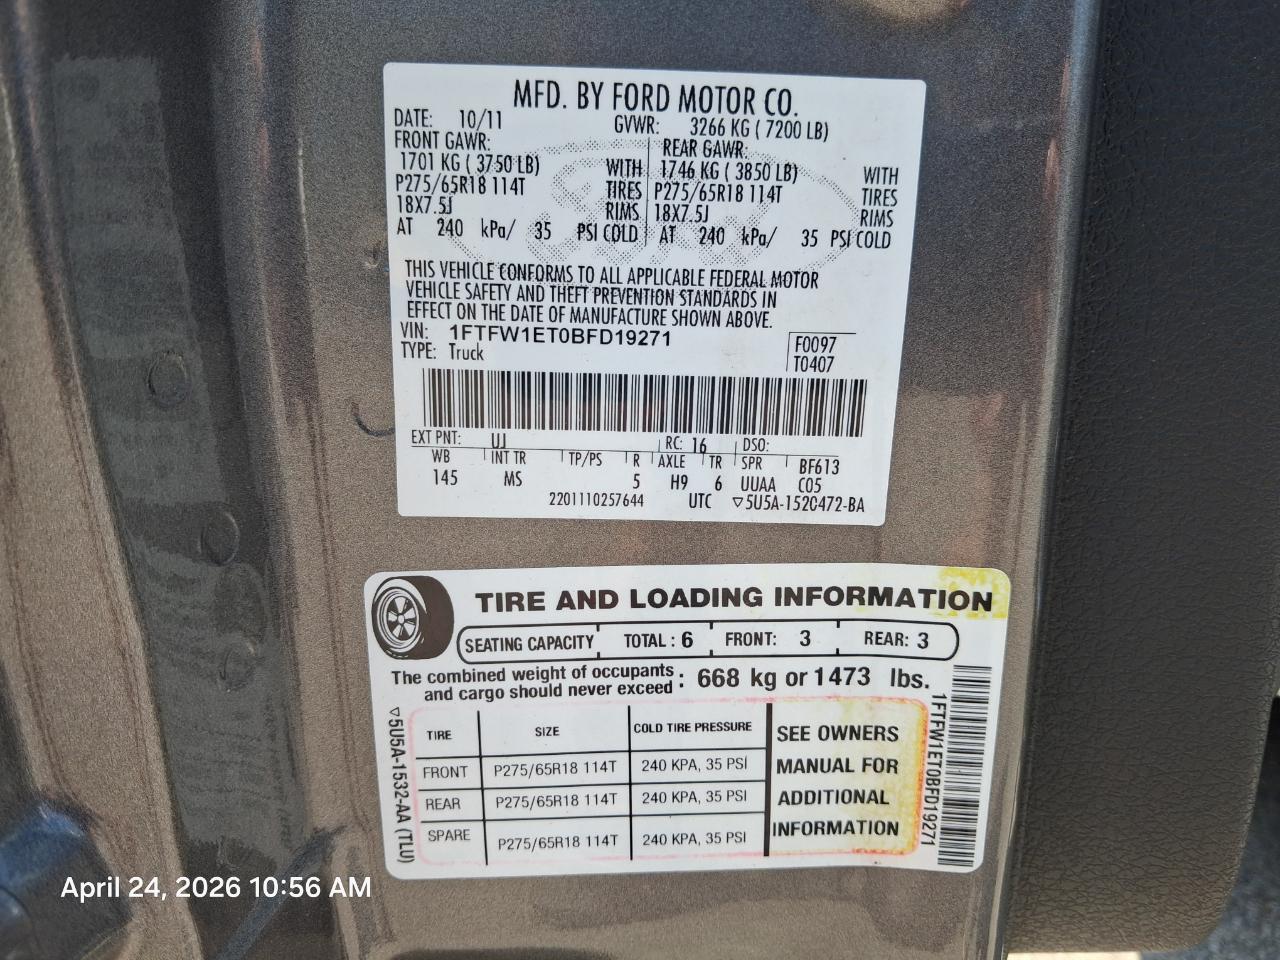 MFD. BY FORD MOTOR CO.
DATE: 10/11 GVWR: 3266 KG ( 7200 LB)
FRONT GAWR: REAR GAWR:
1701 KG ( 3750 LB) WITH 1746 KG ( 3850 LB) WITH
P275/65R18 114T TIRES P275/65R18 114T TIRES
18X7.5J RIMS 18X7.5J RIMS
AT 240 kPa/ 35 PSI COLD AT 240 kPa/ 35 PSI COLD
THIS VEHICLE CONFORMS TO ALL APPLICABLE FEDERAL MOTOR
VEHICLE SAFETY AND THEFT PREVENTION STANDARDS IN
EFFECT ON THE DATE OF MANUFACTURE SHOWN ABOVE.
VIN: 1FTFW1ET0BFD19271
TYPE: Truck
F0097
T0407
EXT PNT: UJ RC: 16 DSO:
WB INT TR TP/PS R AXLE TR SPR BF613
145 MS 5 H9 6 UUAA C05
2201110257644 UTC ▽5U5A-1520472-BA
TIRE AND LOADING INFORMATION
SEATING CAPACITY TOTAL : 6 FRONT: 3 REAR: 3
The combined weight of occupants
and cargo should never exceed : 668 kg or 1473 lbs.
TIRE SIZE COLD TIRE PRESSURE
FRONT P275/65R18 114T 240 KPA, 35 PSI
REAR P275/65R18 114T 240 KPA, 35 PSI
SPARE P275/65R18 114T 240 KPA, 35 PSI
SEE OWNERS
MANUAL FOR
ADDITIONAL
INFORMATION
▽5U5A-1532-AA (TLU)
1FTFW1ET0BFD19271
April 24, 2026 10:56 AM